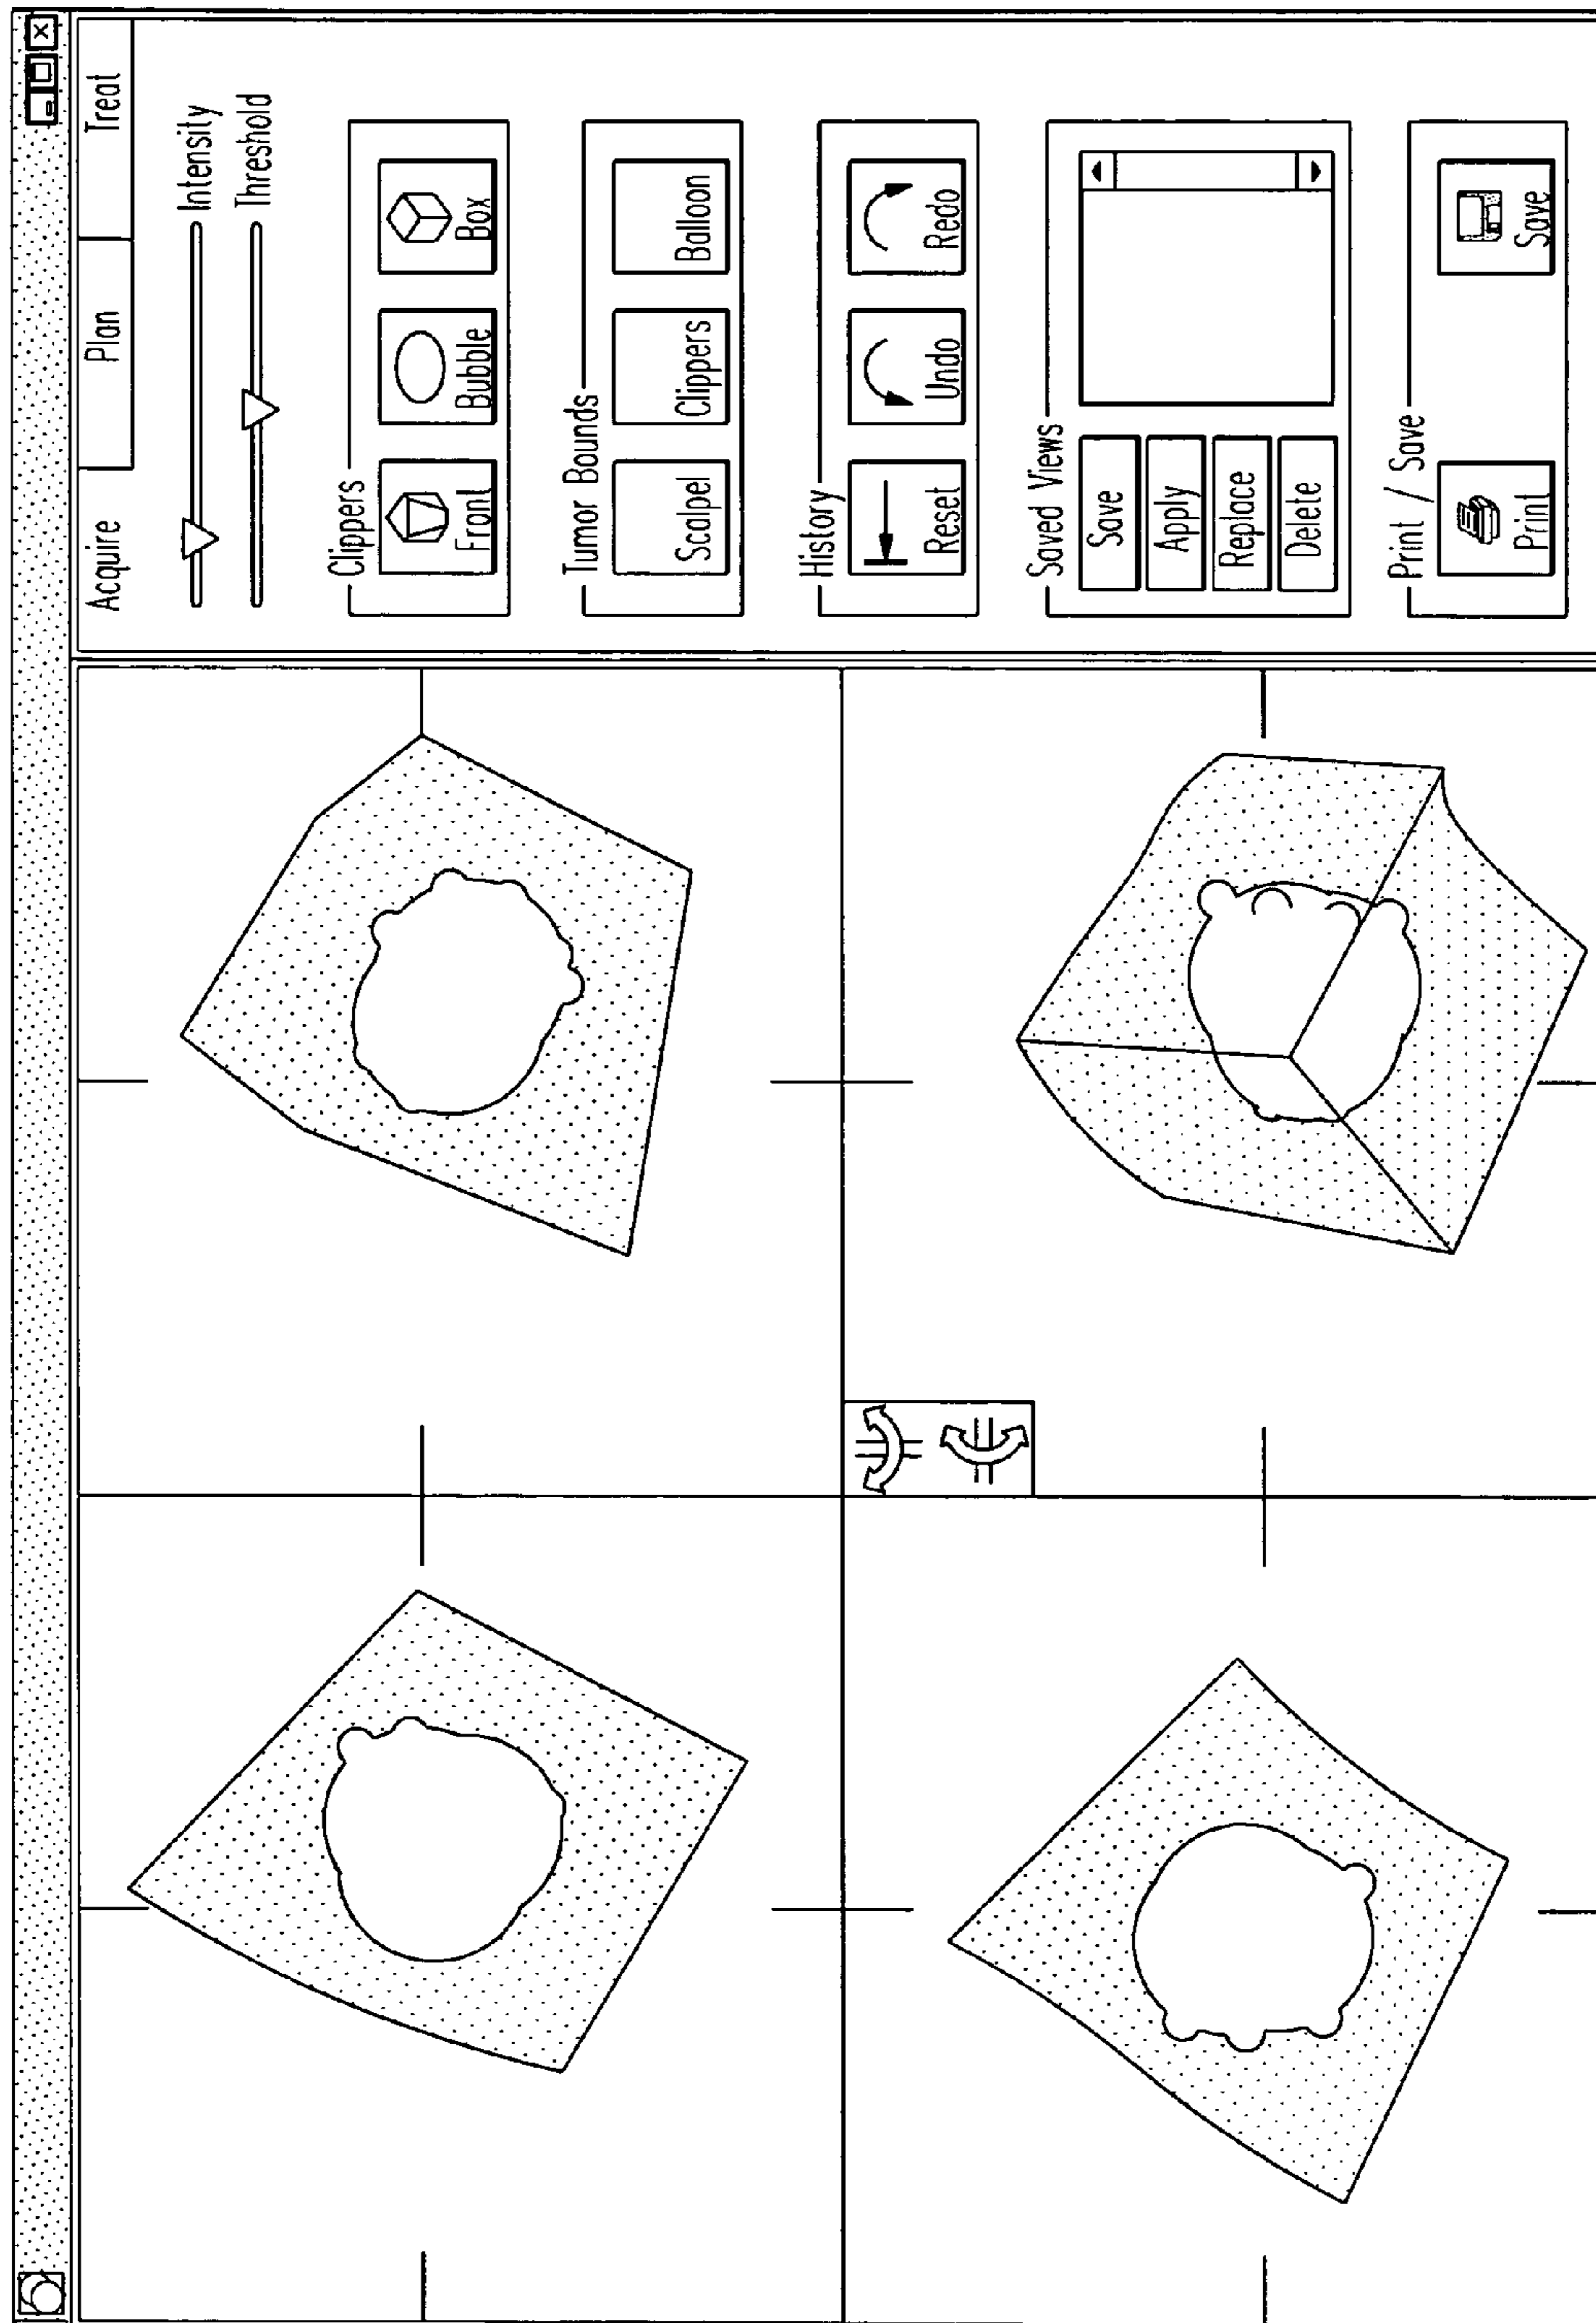 Acquire Plan Treat
Intensity
Threshold
Clippers
Front Bubble Box
Tumor Bounds
Scalpel Clippers Balloon
History
Reset Undo Redo
Saved Views
Save
Apply
Replace
Delete
Print / Save
Print Save